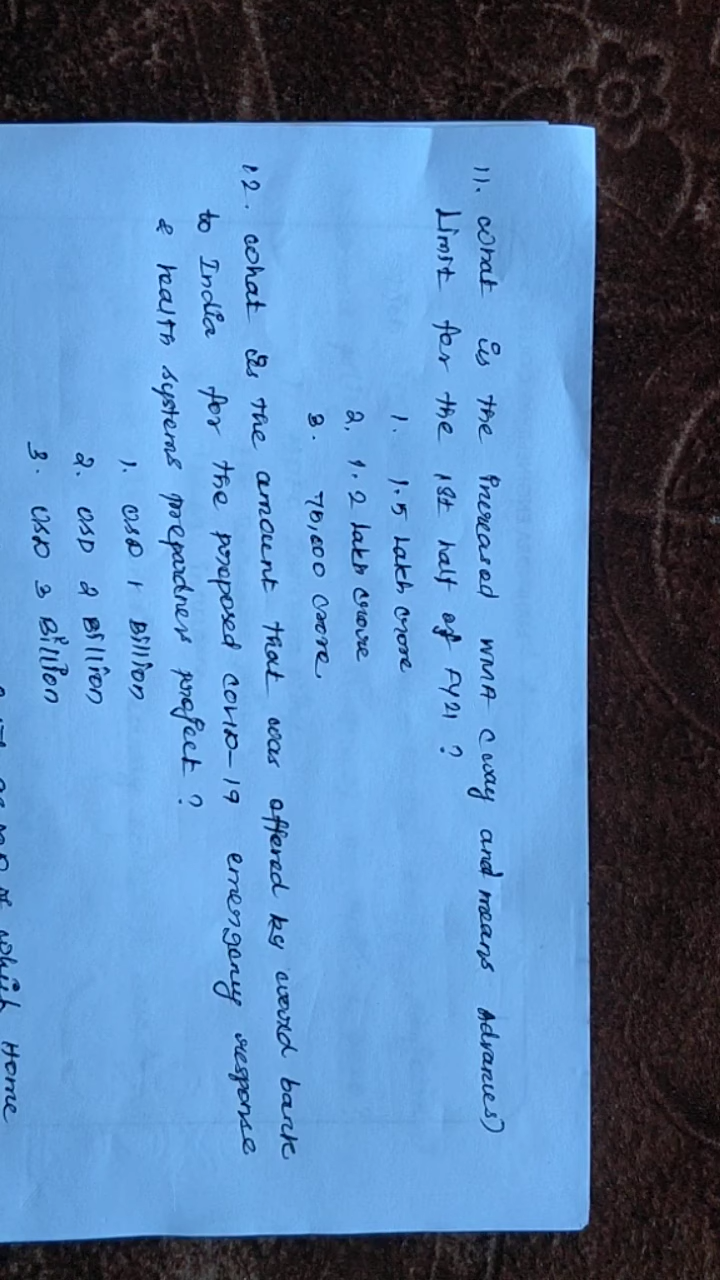 11. What is the increased WMA (way and means Advances)
Limit for the 1st half of FY21 ?
1. 1.5 Lakh crore
2. 1.2 Lakh crore
3. 75,000 crore
12. What is the amount that was offered by world bank
to India for the proposed COVID-19 emergency response
& health systems prepardness project ?
1. USD 1 Billion
2. USD 2 Billion
3. USD 3 Billion
which Home